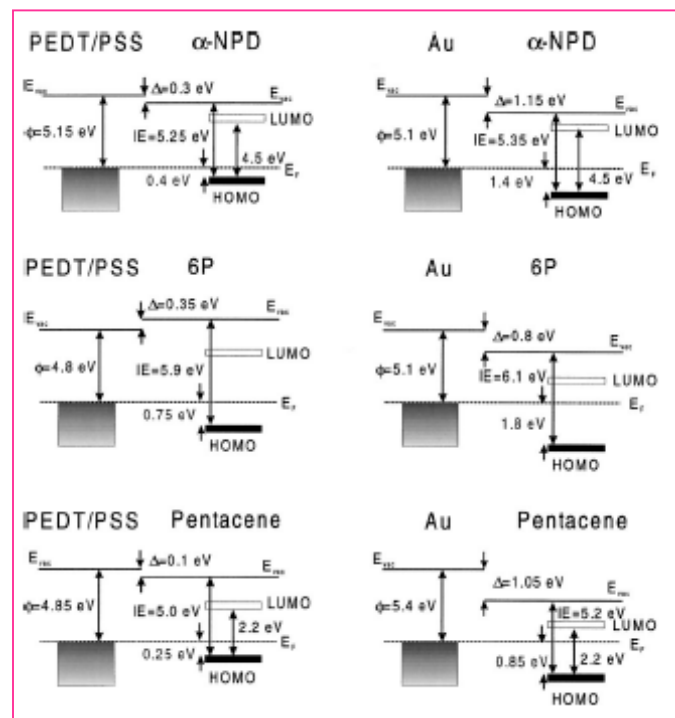 PEDT/PSS α-NPD
Evac Δ=0.3 eV Evac
LUMO
ϕ=5.15 eV IE=5.25 eV
4.5 eV
EF
0.4 eV
HOMO
Au α-NPD
Evac Δ=1.15 eV
Evac
LUMO
ϕ=5.1 eV IE=5.35 eV
EF
1.4 eV 4.5 eV
HOMO
PEDT/PSS 6P
Δ=0.35 eV Evac
Evac
LUMO
ϕ=4.8 eV IE=5.9 eV
EF
0.75 eV
HOMO
Au 6P
Evac Δ=0.8 eV
Evac
ϕ=5.1 eV IE=6.1 eV LUMO
EF
1.8 eV
HOMO
PEDT/PSS Pentacene
Evac Δ=0.1 eV Evac
ϕ=4.85 eV IE=5.0 eV LUMO
2.2 eV EF
0.25 eV
HOMO
Au Pentacene
Evac Δ=1.05 eV
Evac
ϕ=5.4 eV IE=5.2 eV
LUMO
EF
0.85 eV 2.2 eV
HOMO